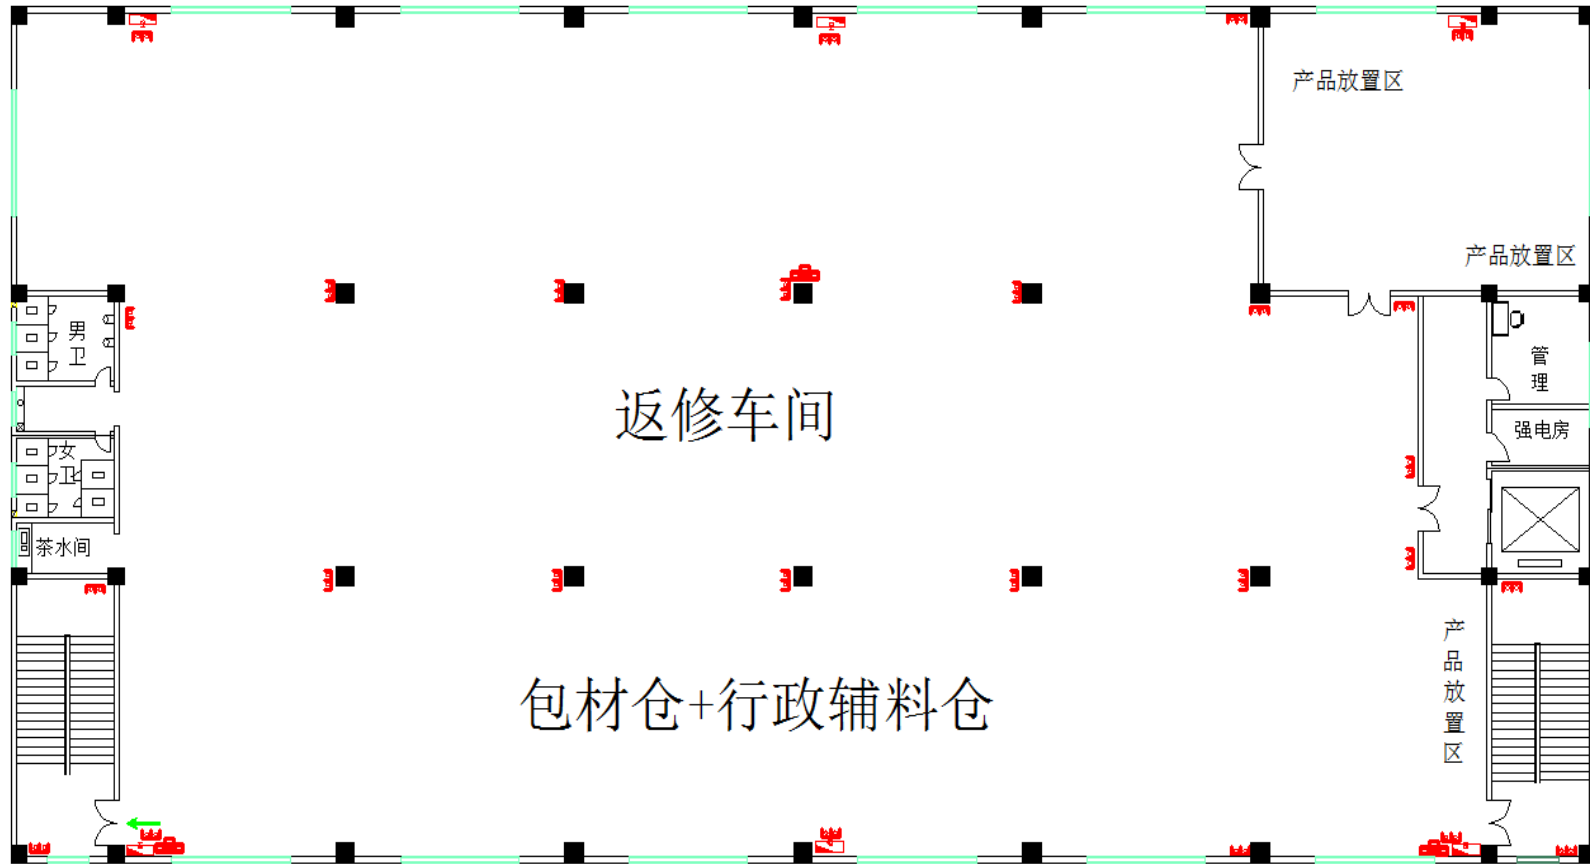 产品放置区
产品放置区
男卫
管理
返修车间
强电房
女卫
茶水间
产品放置区
包材仓+行政辅料仓